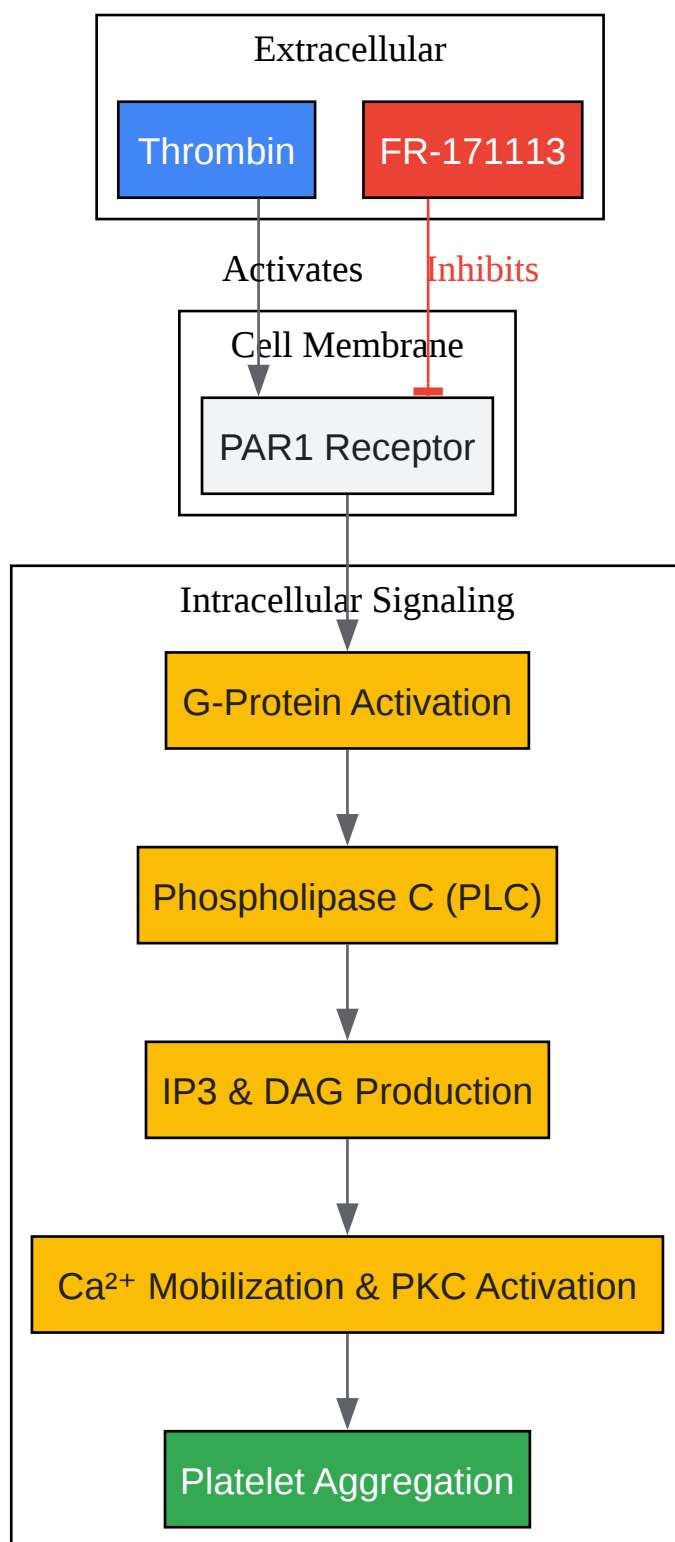 Extracellular
Thrombin
FR-171113
Activates
Inhibits
Cell Membrane
PAR1 Receptor
Intracellular Signaling
G-Protein Activation
Phospholipase C (PLC)
IP3 & DAG Production
Ca²⁺ Mobilization & PKC Activation
Platelet Aggregation